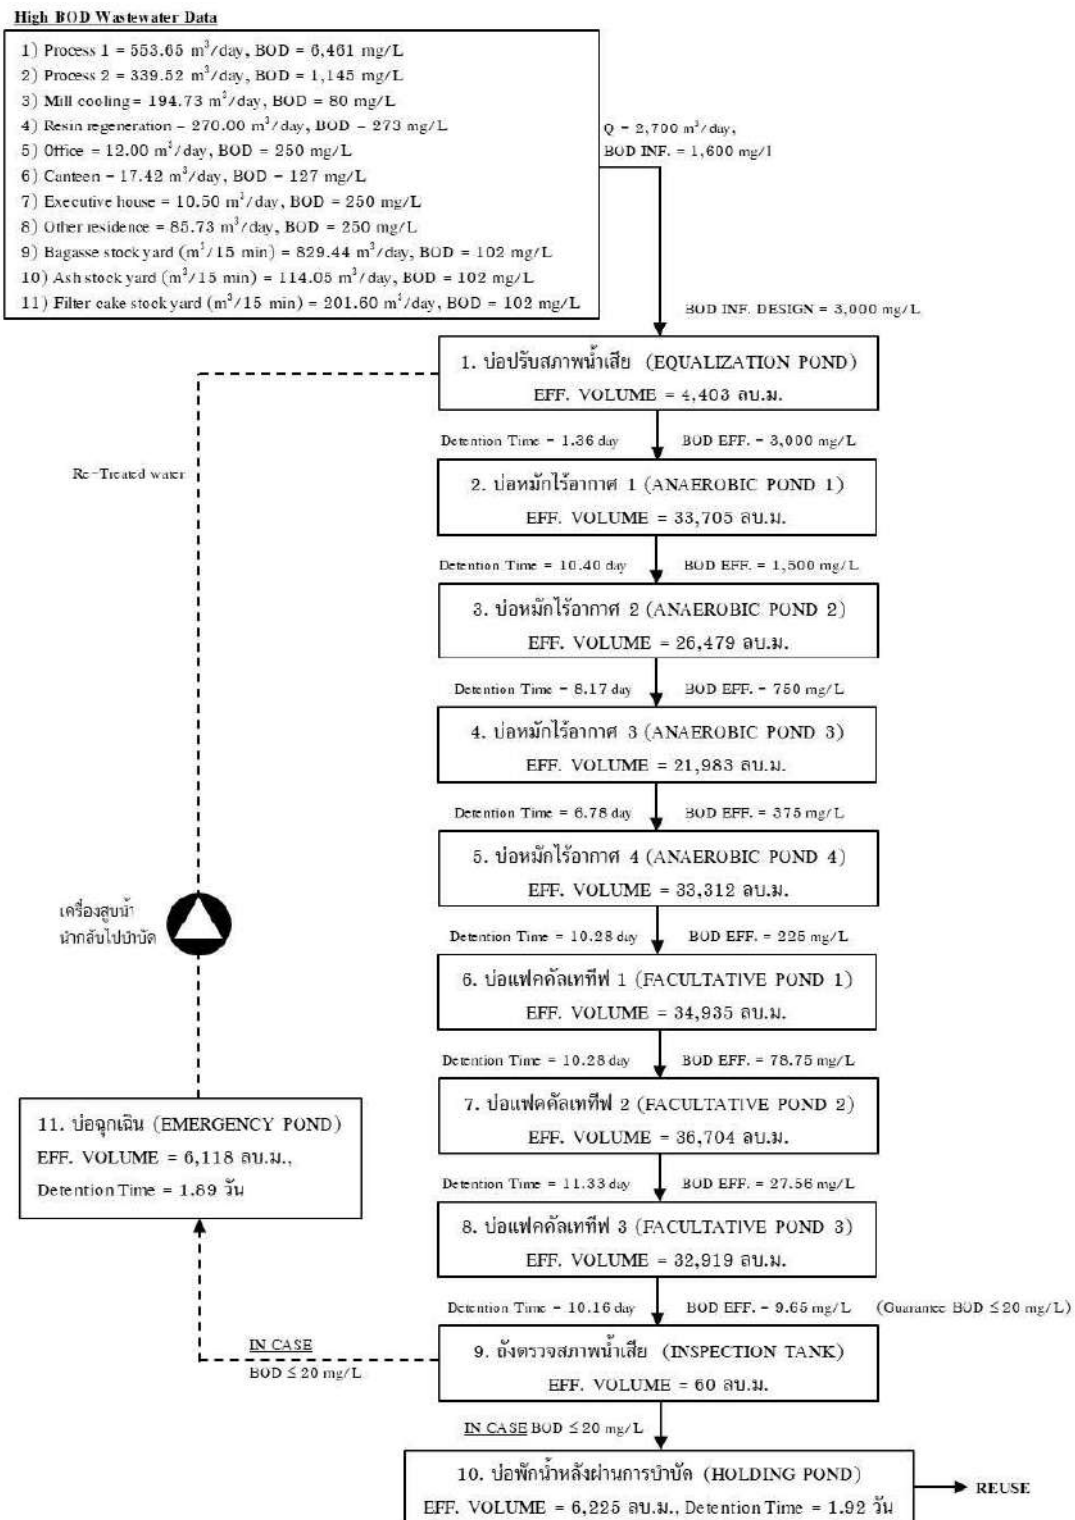 High BOD Wastewater Data
1) Process 1 = 553.65 m³/day, BOD = 6,461 mg/L
2) Process 2 = 339.52 m³/day, BOD = 1,145 mg/L
3) Mill cooling = 194.73 m³/day, BOD = 80 mg/L
4) Resin regeneration = 270.00 m³/day, BOD = 273 mg/L
5) Office = 12.00 m³/day, BOD = 250 mg/L
6) Canteen = 17.42 m³/day, BOD = 127 mg/L
7) Executive house = 10.50 m³/day, BOD = 250 mg/L
8) Other residence = 85.73 m³/day, BOD = 250 mg/L
9) Bagasse stock yard (m³/15 min) = 829.44 m³/day, BOD = 102 mg/L
10) Ash stock yard (m³/15 min) = 114.05 m³/day, BOD = 102 mg/L
11) Filter cake stock yard (m³/15 min) = 201.60 m³/day, BOD = 102 mg/L
Q = 2,700 m³/day,
BOD INF. = 1,600 mg/l
BOD INF. DESIGN = 3,000 mg/L
1. บ่อปรับสภาพน้ำเสีย (EQUALIZATION POND)
EFF. VOLUME = 4,403 ลบ.ม.
Detention Time = 1.36 day BOD EFF. = 3,000 mg/L
Re-Treated water
2. บ่อหมักไร้อากาศ 1 (ANAEROBIC POND 1)
EFF. VOLUME = 33,705 ลบ.ม.
Detention Time = 10.40 day BOD EFF. = 1,500 mg/L
3. บ่อหมักไร้อากาศ 2 (ANAEROBIC POND 2)
EFF. VOLUME = 26,479 ลบ.ม.
Detention Time = 8.17 day BOD EFF. = 750 mg/L
4. บ่อหมักไร้อากาศ 3 (ANAEROBIC POND 3)
EFF. VOLUME = 21,983 ลบ.ม.
Detention Time = 6.78 day BOD EFF. = 375 mg/L
5. บ่อหมักไร้อากาศ 4 (ANAEROBIC POND 4)
EFF. VOLUME = 33,312 ลบ.ม.
เครื่องสูบน้ำ
นำกลับไปบำบัด
Detention Time = 10.28 day BOD EFF. = 225 mg/L
6. บ่อแฟคคัลเททีฟ 1 (FACULTATIVE POND 1)
EFF. VOLUME = 34,935 ลบ.ม.
Detention Time = 10.28 day BOD EFF. = 78.75 mg/L
7. บ่อแฟคคัลเททีฟ 2 (FACULTATIVE POND 2)
EFF. VOLUME = 36,704 ลบ.ม.
11. บ่อฉุกเฉิน (EMERGENCY POND)
EFF. VOLUME = 6,118 ลบ.ม.,
Detention Time = 1.89 วัน
Detention Time = 11.33 day BOD EFF. = 27.56 mg/L
8. บ่อแฟคคัลเททีฟ 3 (FACULTATIVE POND 3)
EFF. VOLUME = 32,919 ลบ.ม.
Detention Time = 10.16 day BOD EFF. = 9.65 mg/L (Guarantee BOD ≤ 20 mg/L)
IN CASE
BOD ≤ 20 mg/L
9. ถังตรวจสภาพน้ำเสีย (INSPECTION TANK)
EFF. VOLUME = 60 ลบ.ม.
IN CASE BOD ≤ 20 mg/L
10. บ่อพักน้ำหลังผ่านการบำบัด (HOLDING POND)
EFF. VOLUME = 6,225 ลบ.ม., Detention Time = 1.92 วัน
REUSE